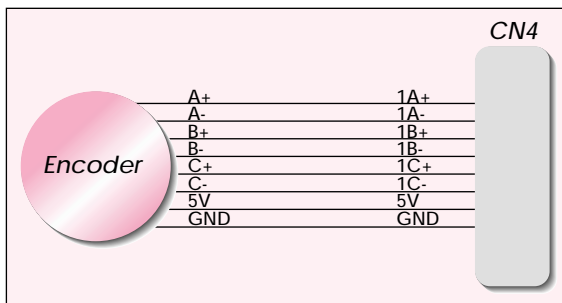 CN4
A+ 1A+
A- 1A-
B+ 1B+
B- 1B-
Encoder
C+ 1C+
C- 1C-
5V 5V
GND GND